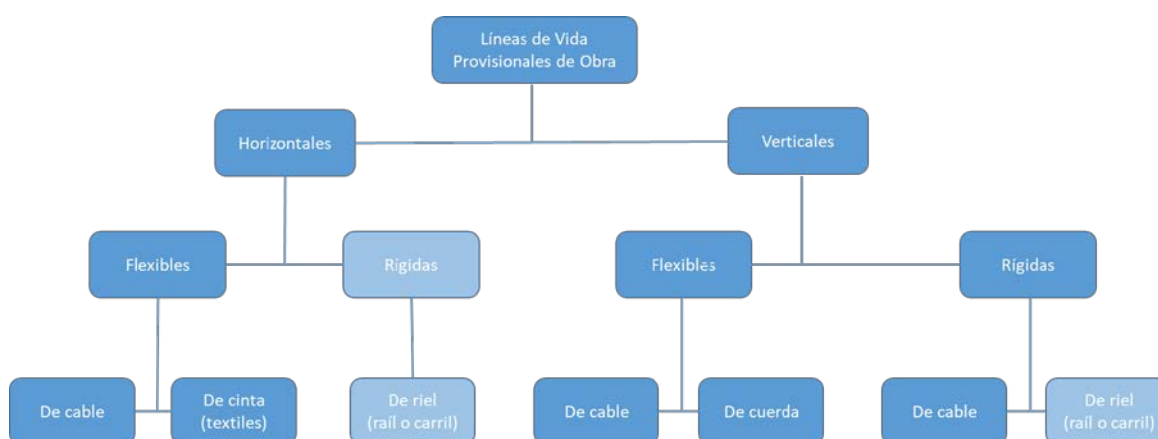 Líneas de Vida
Provisionales de Obra
Horizontales
Verticales
Flexibles
Rígidas
Flexibles
Rígidas
De cable
De cinta
(textiles)
De riel
(raíl o carril)
De cable
De cuerda
De cable
De riel
(raíl o carril)